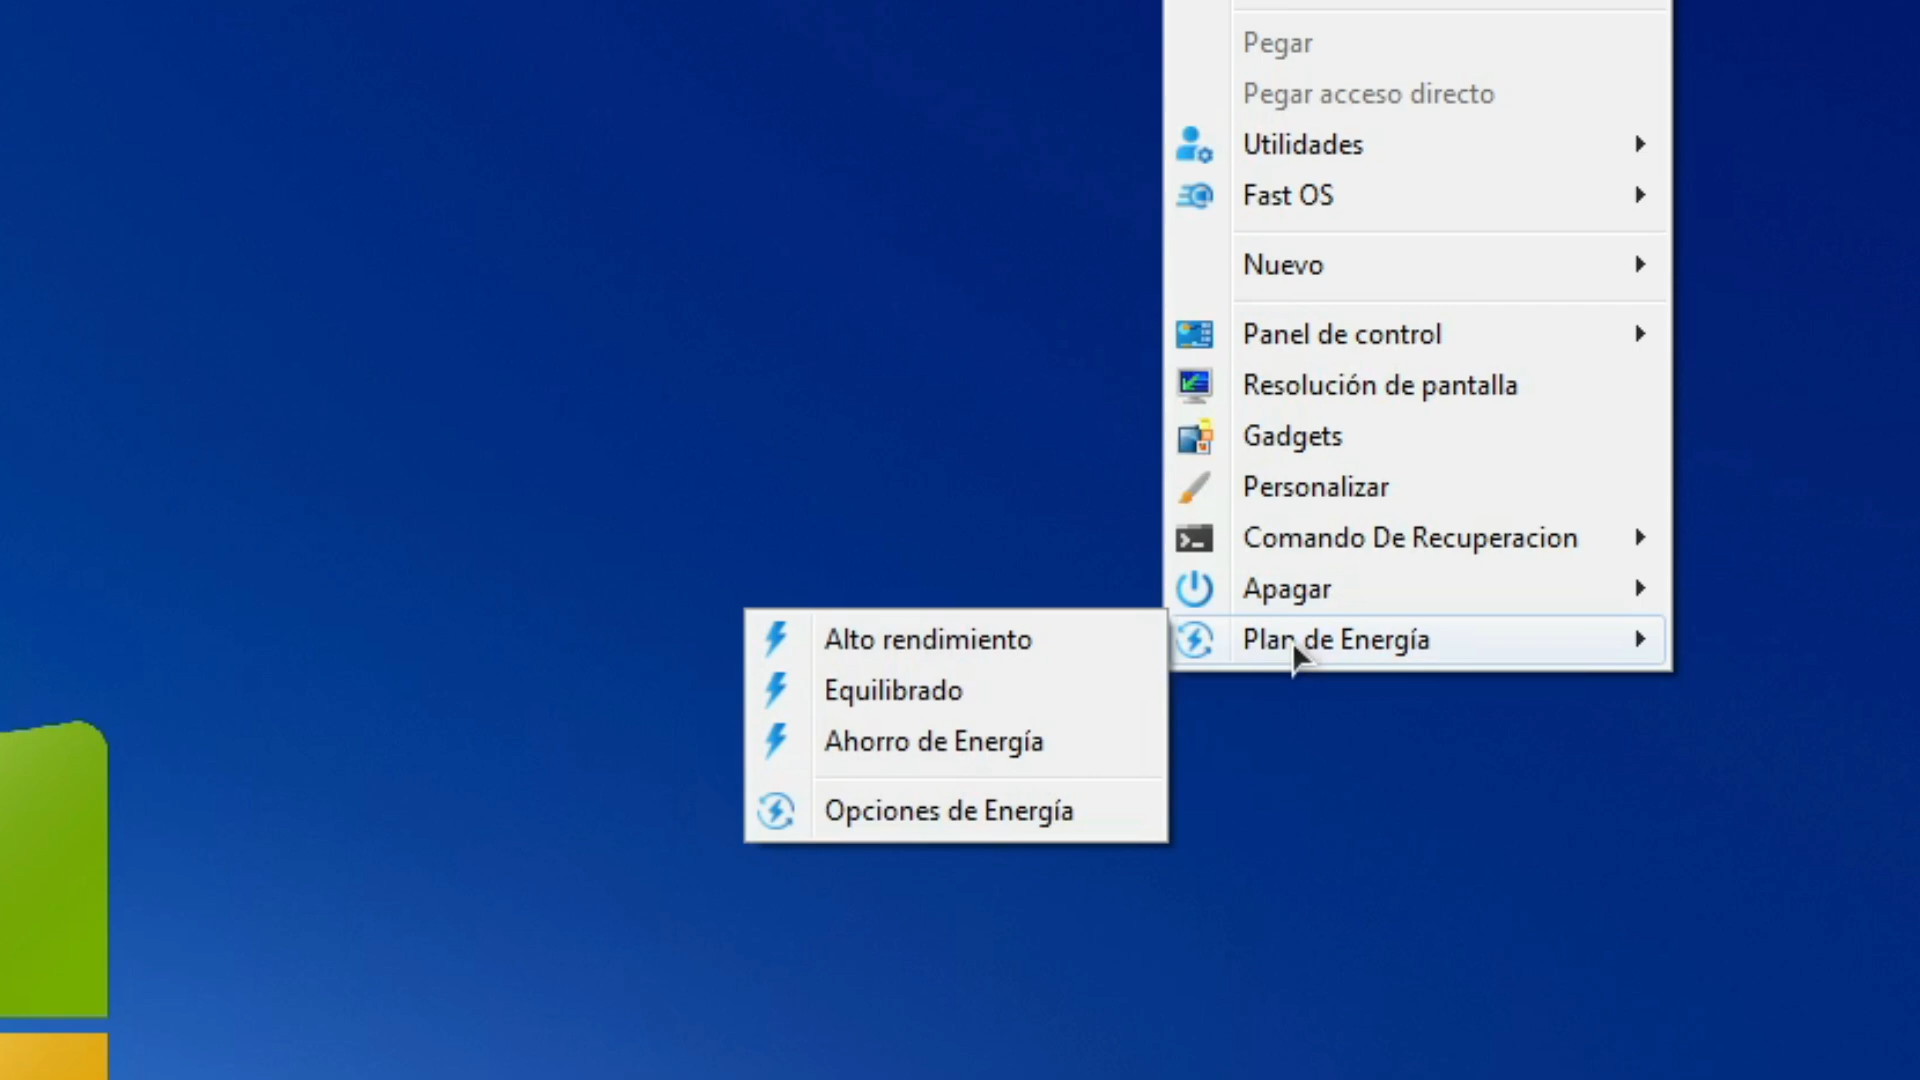 Pegar
Pegar acceso directo
Utilidades
Fast OS
Nuevo
Panel de control
Resolución de pantalla
Gadgets
Personalizar
Comando De Recuperacion
Apagar
Plan de Energía
Alto rendimiento
Equilibrado
Ahorro de Energía
Opciones de Energía